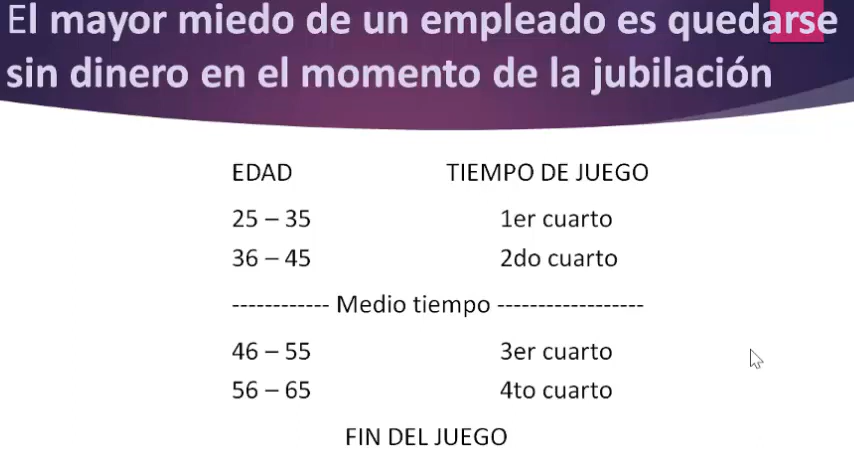 El mayor miedo de un empleado es quedarse
sin dinero en el momento de la jubilación
EDAD TIEMPO DE JUEGO
25 – 35 1er cuarto
36 – 45 2do cuarto
------------ Medio tiempo ------------------
46 – 55 3er cuarto
56 – 65 4to cuarto
FIN DEL JUEGO